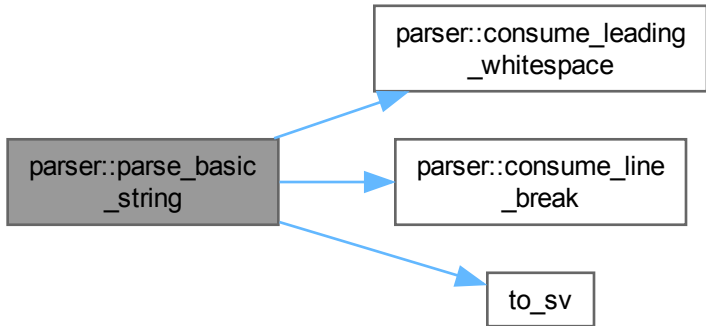 parser::consume_leading
_whitespace
parser::parse_basic
_string
parser::consume_line
_break
to_sv